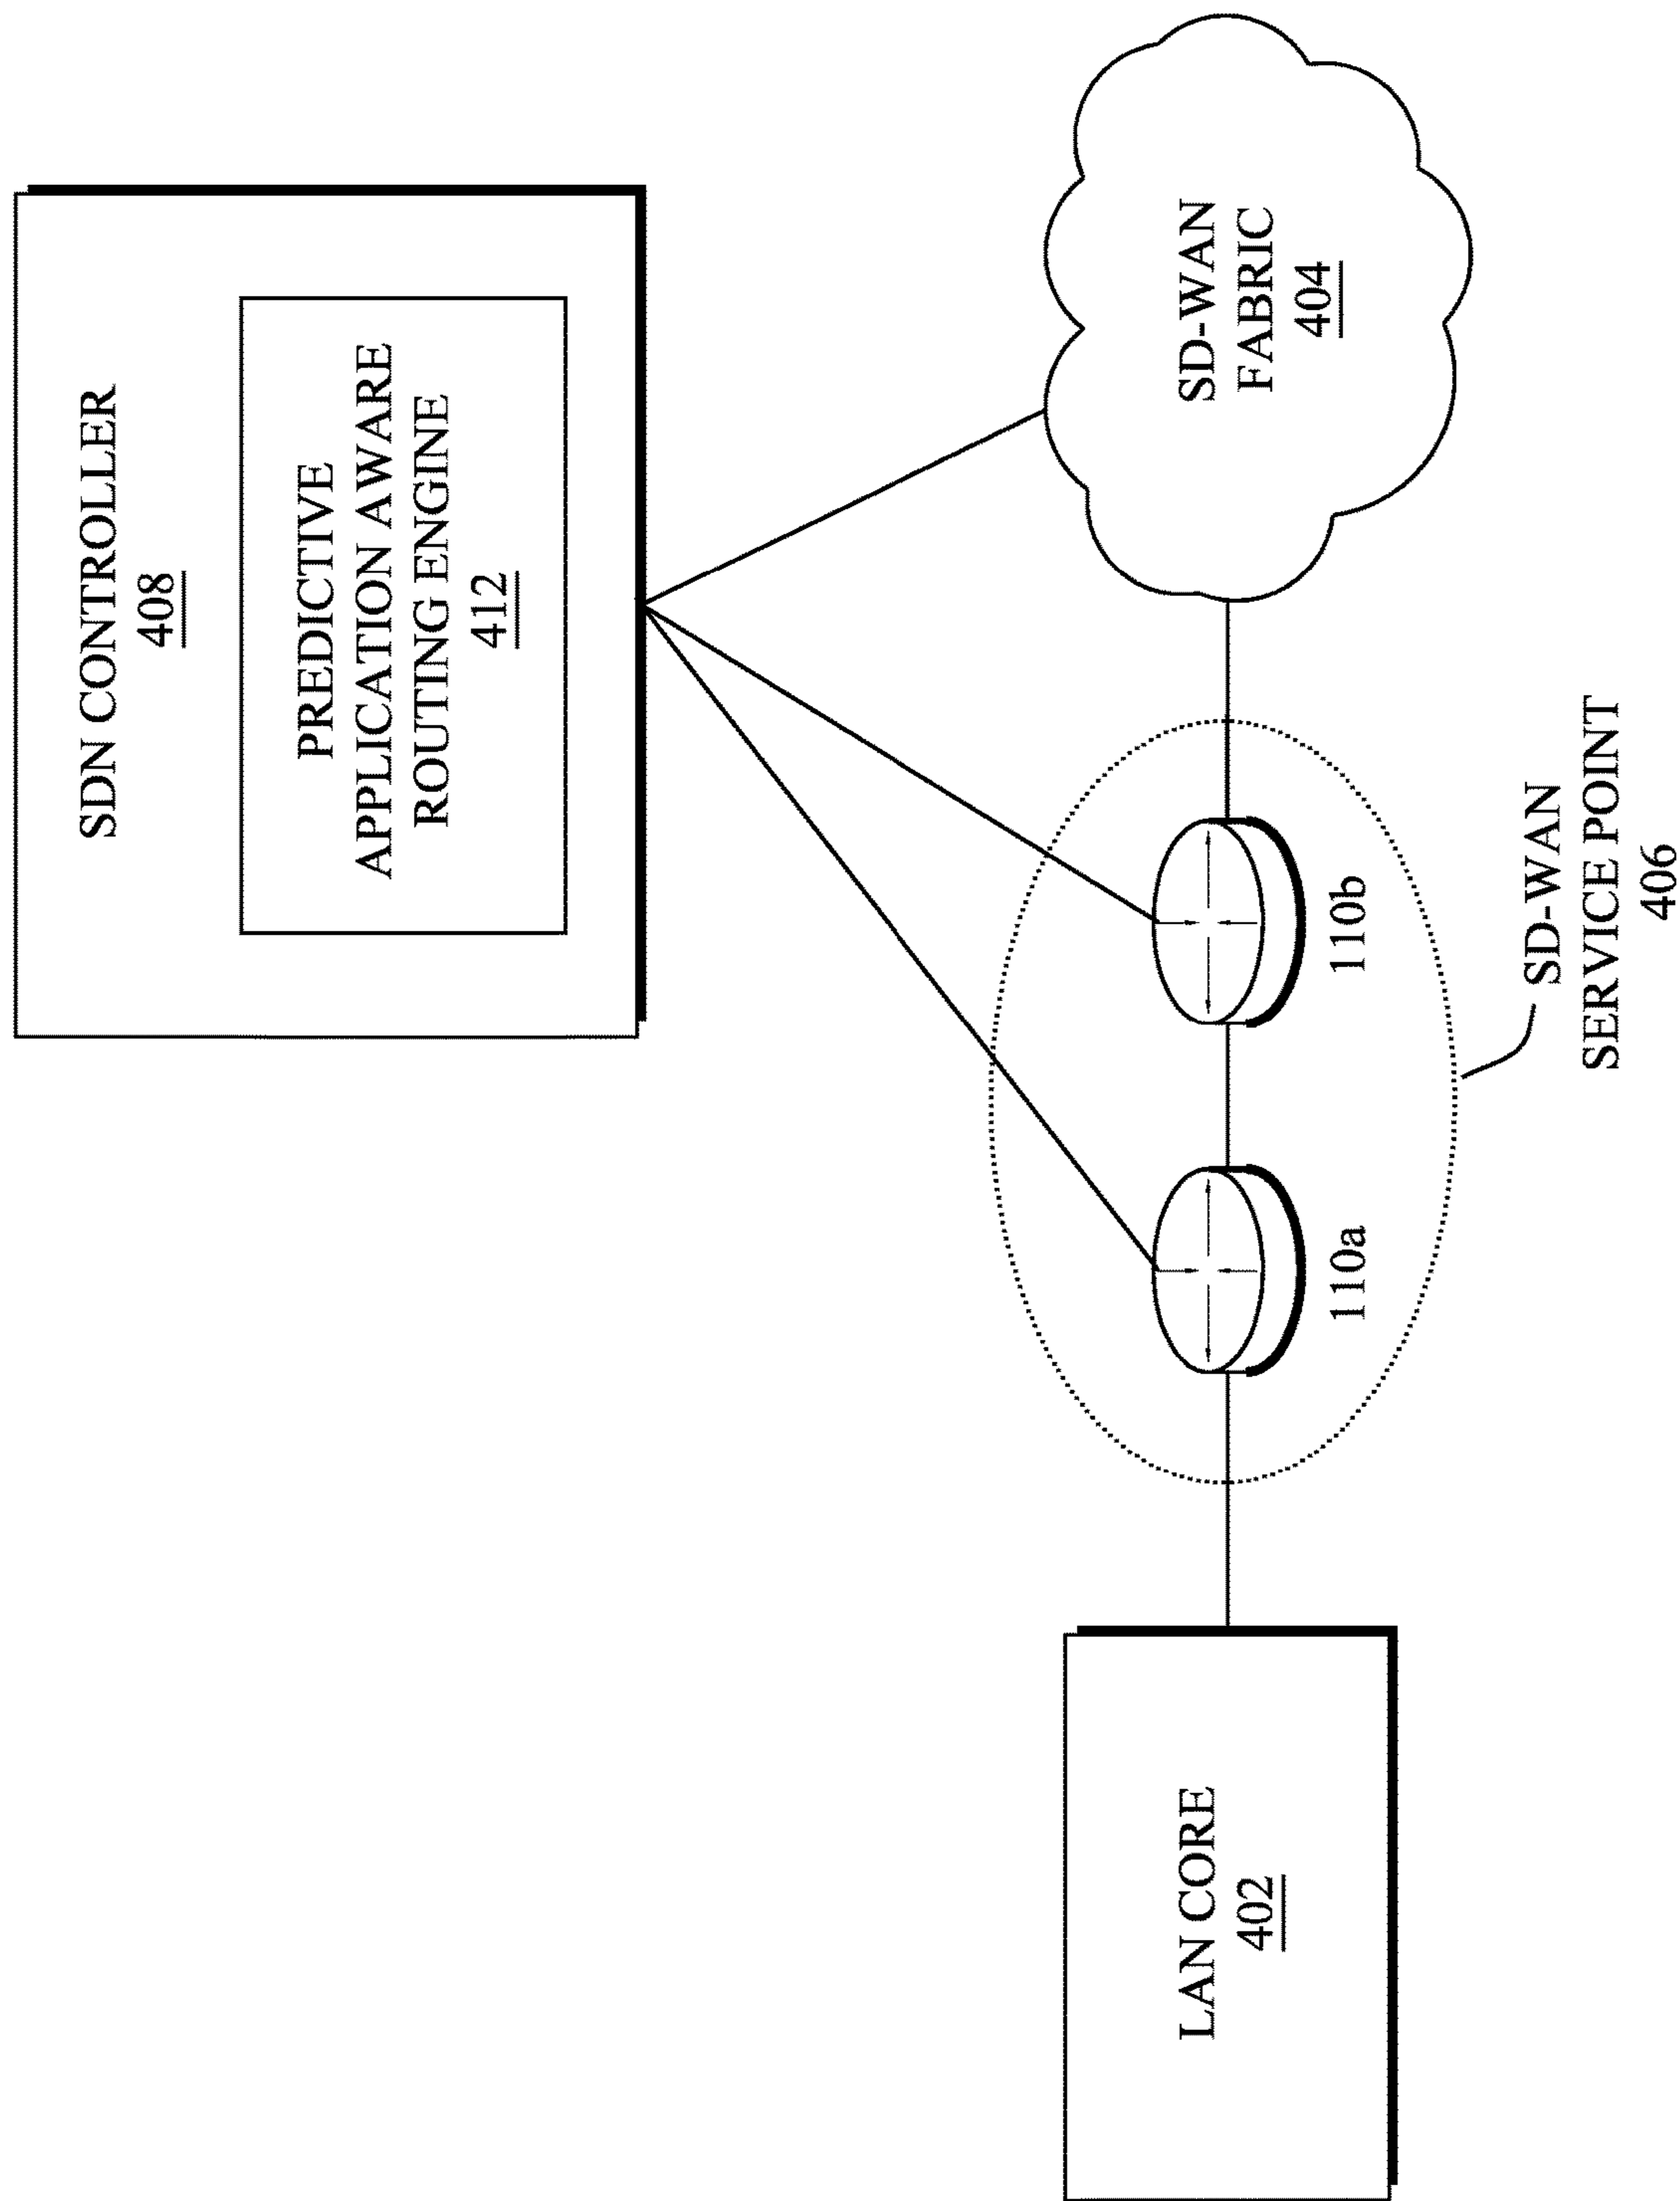 SDN CONTROLLER
408
PREDICTIVE
APPLICATION AWARE
ROUTING ENGINE
412
LAN CORE
402
110a
110b
SD-WAN
FABRIC
404
SD-WAN
SERVICE POINT
406